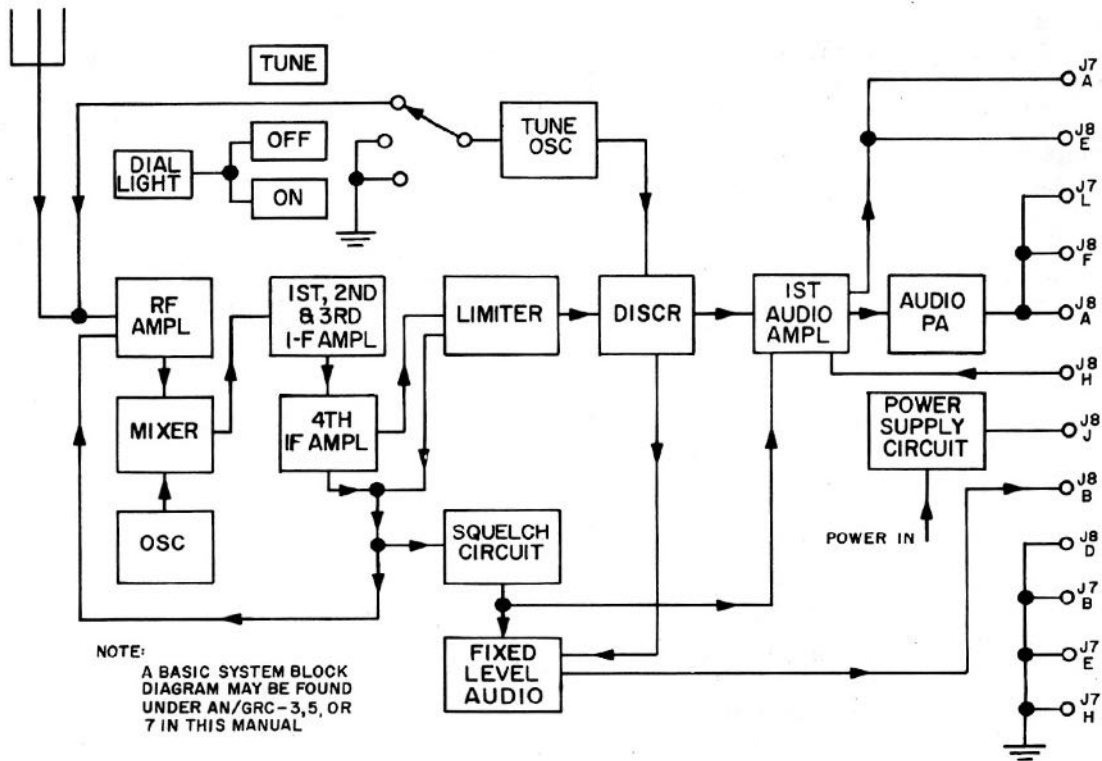 TUNE
OFF
DIAL
LIGHT
ON
TUNE
OSC
RF
AMPL
MIXER
OSC
1ST, 2ND
& 3RD
I-F AMPL
4TH
IF AMPL
LIMITER
DISCR
1ST
AUDIO
AMPL
AUDIO
PA
SQUELCH
CIRCUIT
FIXED
LEVEL
AUDIO
POWER
SUPPLY
CIRCUIT
POWER IN
J7
A
J8
E
J7
L
J8
F
J8
A
J8
H
J8
J
J8
B
J8
D
J7
B
J7
E
J7
H
NOTE:
A BASIC SYSTEM BLOCK
DIAGRAM MAY BE FOUND
UNDER AN/GRC-3,5, OR
7 IN THIS MANUAL